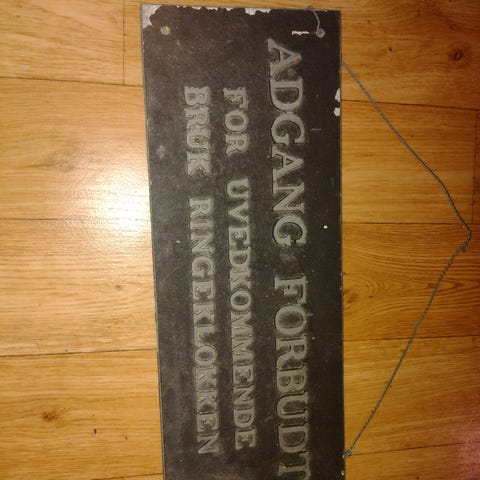 ADGANG FORBUDT
FOR UVEDKOMMENDE
BRUK RINGEKLOKKEN